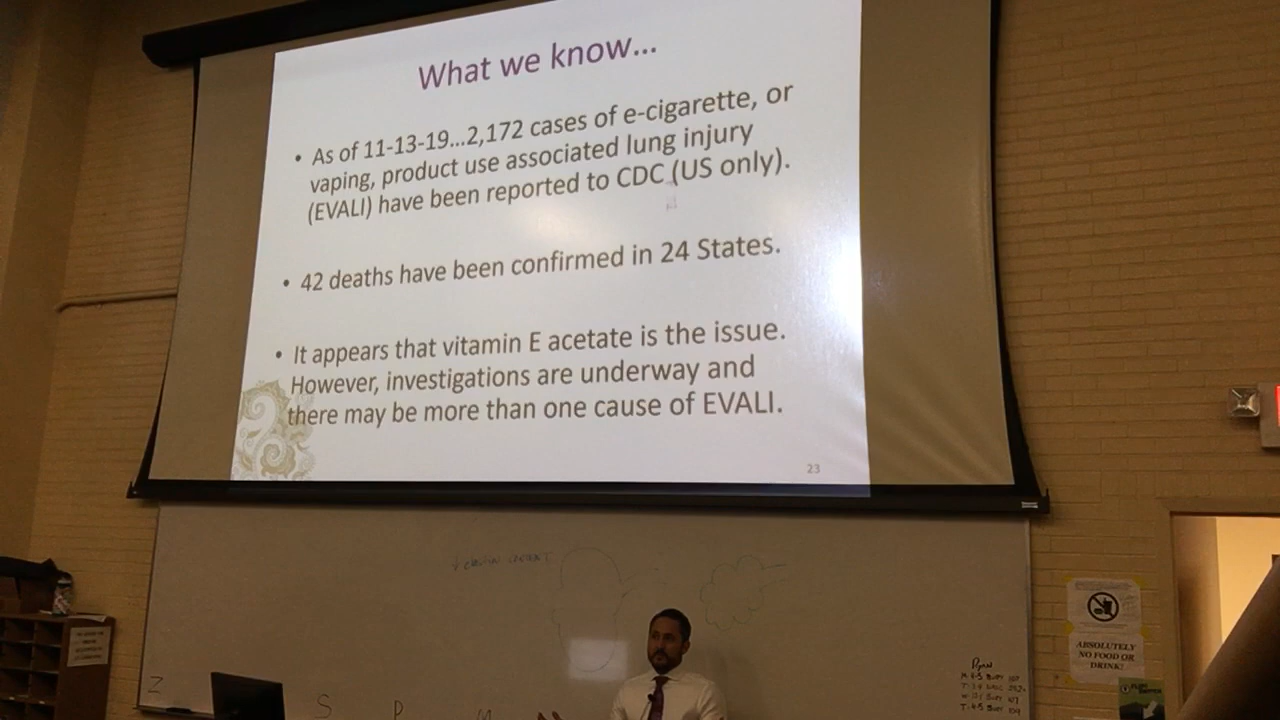 What we know...
• As of 11-13-19...2,172 cases of e-cigarette, or
vaping, product use associated lung injury
(EVALI) have been reported to CDC (US only).
• 42 deaths have been confirmed in 24 States.
• It appears that vitamin E acetate is the issue.
However, investigations are underway and
there may be more than one cause of EVALI.
23
ABSOLUTELY
NO FOOD OR
DRINK!
Ryan
Z
S
P
M